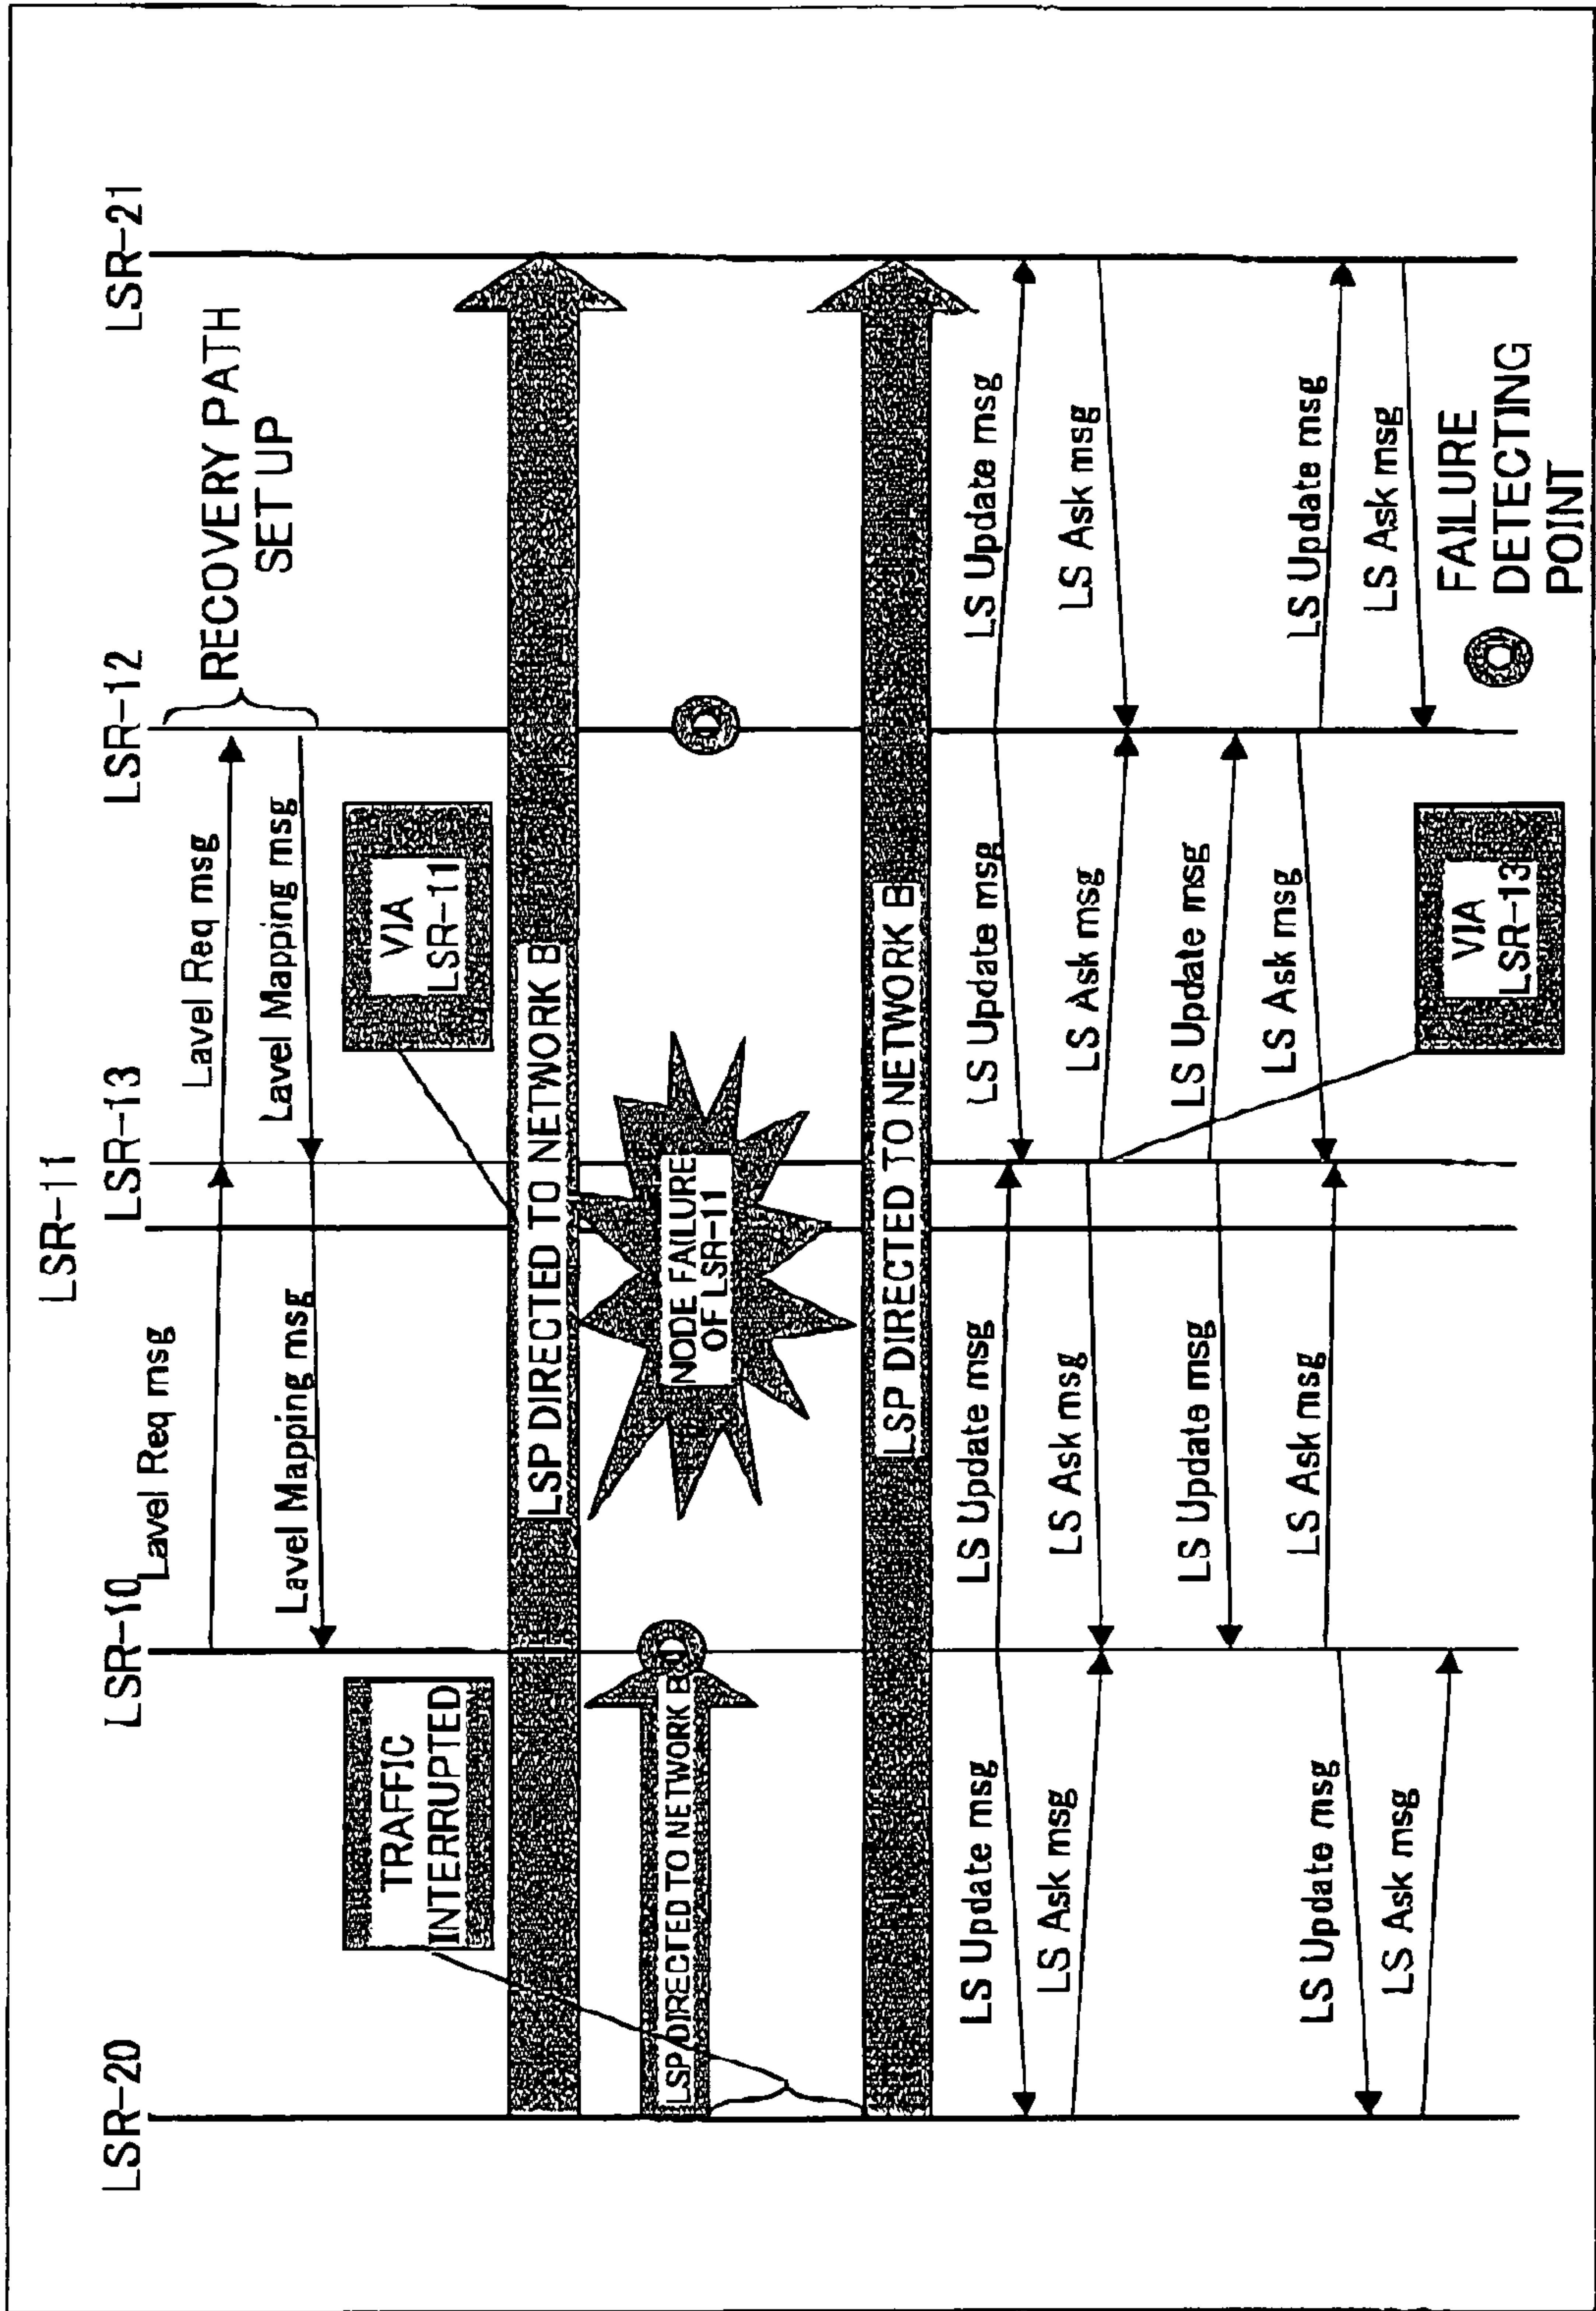 LSR-11
LSR-20
LSR-10
LSR-13
LSR-12
LSR-21
Lavel Req msg
Lavel Req msg
RECOVERY PATH
SET UP
Lavel Mapping msg
Lavel Mapping msg
TRAFFIC
INTERRUPTED
VIA
LSR-11
LSP DIRECTED TO NETWORK B
LSP DIRECTED TO NETWORK B
NODE FAILURE
OF LSR-11
LSP DIRECTED TO NETWORK B
LS Update msg
LS Update msg
LS Update msg
LS Update msg
LS Ask msg
LS Ask msg
LS Ask msg
LS Ask msg
LS Update msg
LS Update msg
LS Ask msg
LS Ask msg
LS Update msg
LS Update msg
LS Ask msg
LS Ask msg
VIA
LSR-13
FAILURE
DETECTING
POINT